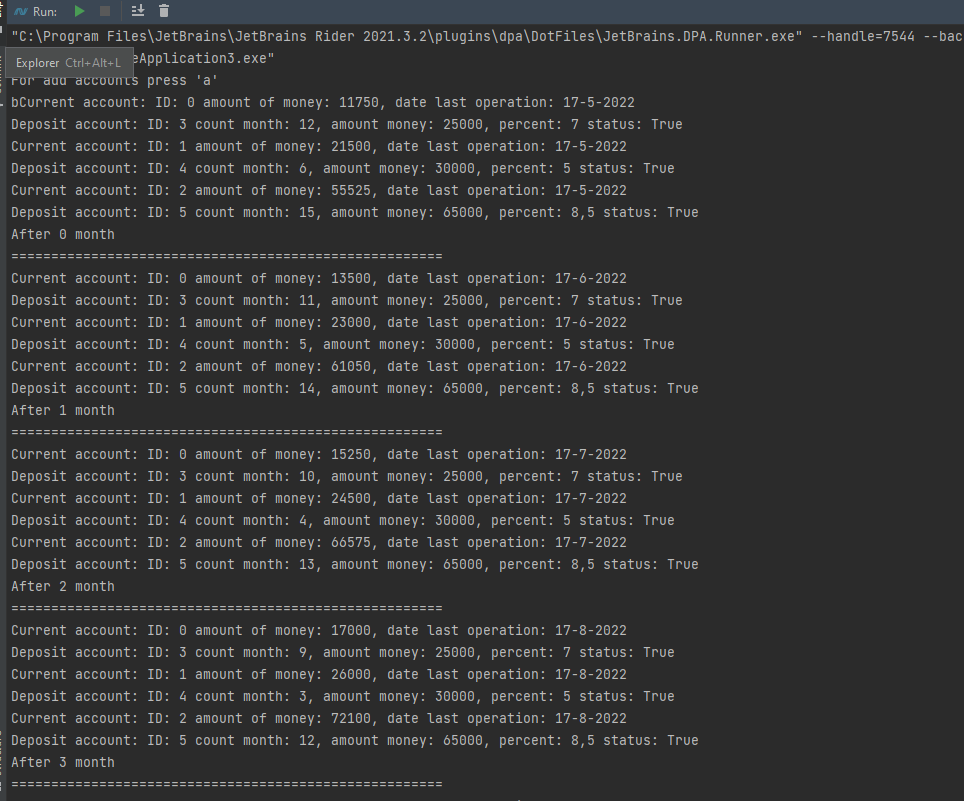 Run:
"C:\Program Files\JetBrains\JetBrains Rider 2021.3.2\plugins\dpa\DotFiles\JetBrains.DPA.Runner.exe" --handle=7544 --bac
Explorer Ctrl+Alt+L eApplication3.exe"
For add accounts press 'a'
bCurrent account: ID: 0 amount of money: 11750, date last operation: 17-5-2022
Deposit account: ID: 3 count month: 12, amount money: 25000, percent: 7 status: True
Current account: ID: 1 amount of money: 21500, date last operation: 17-5-2022
Deposit account: ID: 4 count month: 6, amount money: 30000, percent: 5 status: True
Current account: ID: 2 amount of money: 55525, date last operation: 17-5-2022
Deposit account: ID: 5 count month: 15, amount money: 65000, percent: 8,5 status: True
After 0 month
======================================================
Current account: ID: 0 amount of money: 13500, date last operation: 17-6-2022
Deposit account: ID: 3 count month: 11, amount money: 25000, percent: 7 status: True
Current account: ID: 1 amount of money: 23000, date last operation: 17-6-2022
Deposit account: ID: 4 count month: 5, amount money: 30000, percent: 5 status: True
Current account: ID: 2 amount of money: 61050, date last operation: 17-6-2022
Deposit account: ID: 5 count month: 14, amount money: 65000, percent: 8,5 status: True
After 1 month
======================================================
Current account: ID: 0 amount of money: 15250, date last operation: 17-7-2022
Deposit account: ID: 3 count month: 10, amount money: 25000, percent: 7 status: True
Current account: ID: 1 amount of money: 24500, date last operation: 17-7-2022
Deposit account: ID: 4 count month: 4, amount money: 30000, percent: 5 status: True
Current account: ID: 2 amount of money: 66575, date last operation: 17-7-2022
Deposit account: ID: 5 count month: 13, amount money: 65000, percent: 8,5 status: True
After 2 month
======================================================
Current account: ID: 0 amount of money: 17000, date last operation: 17-8-2022
Deposit account: ID: 3 count month: 9, amount money: 25000, percent: 7 status: True
Current account: ID: 1 amount of money: 26000, date last operation: 17-8-2022
Deposit account: ID: 4 count month: 3, amount money: 30000, percent: 5 status: True
Current account: ID: 2 amount of money: 72100, date last operation: 17-8-2022
Deposit account: ID: 5 count month: 12, amount money: 65000, percent: 8,5 status: True
After 3 month
======================================================